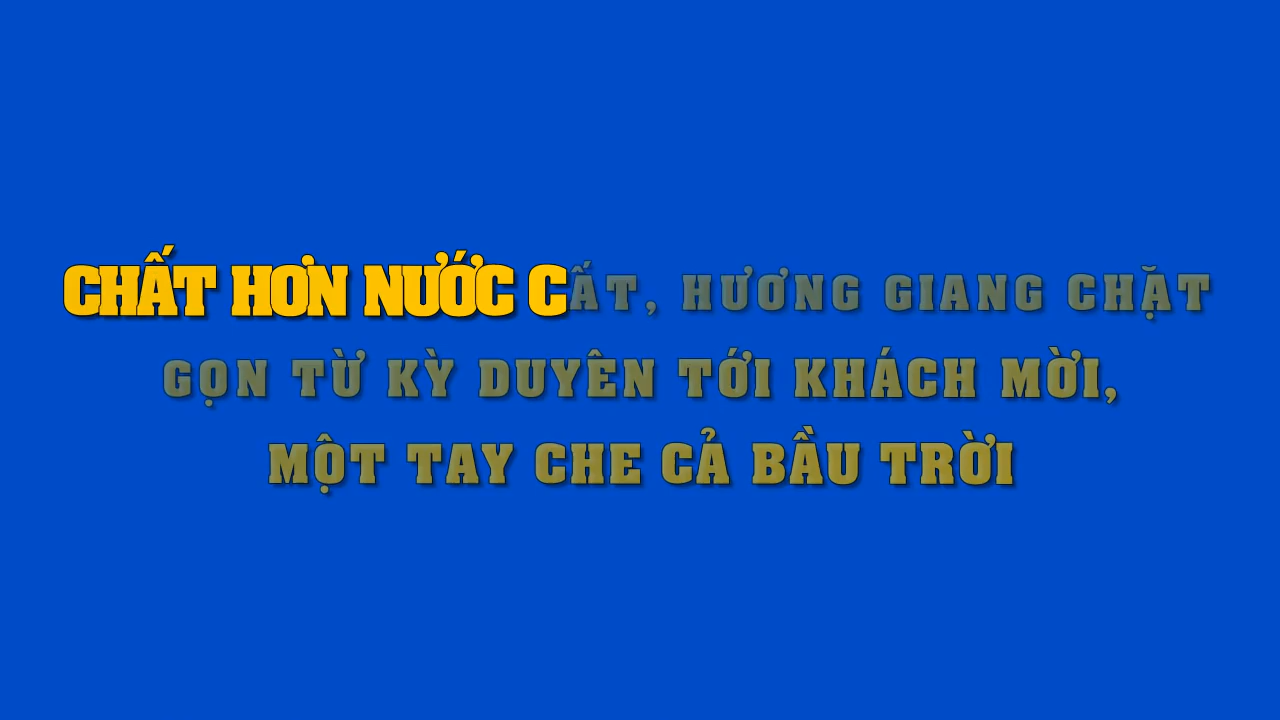 CHẤT HƠN NƯỚC CẤT, HƯƠNG GIANG CHẶT
GỌN TỪ KỲ DUYÊN TỚI KHÁCH MỜI,
MỘT TAY CHE CẢ BẦU TRỜI